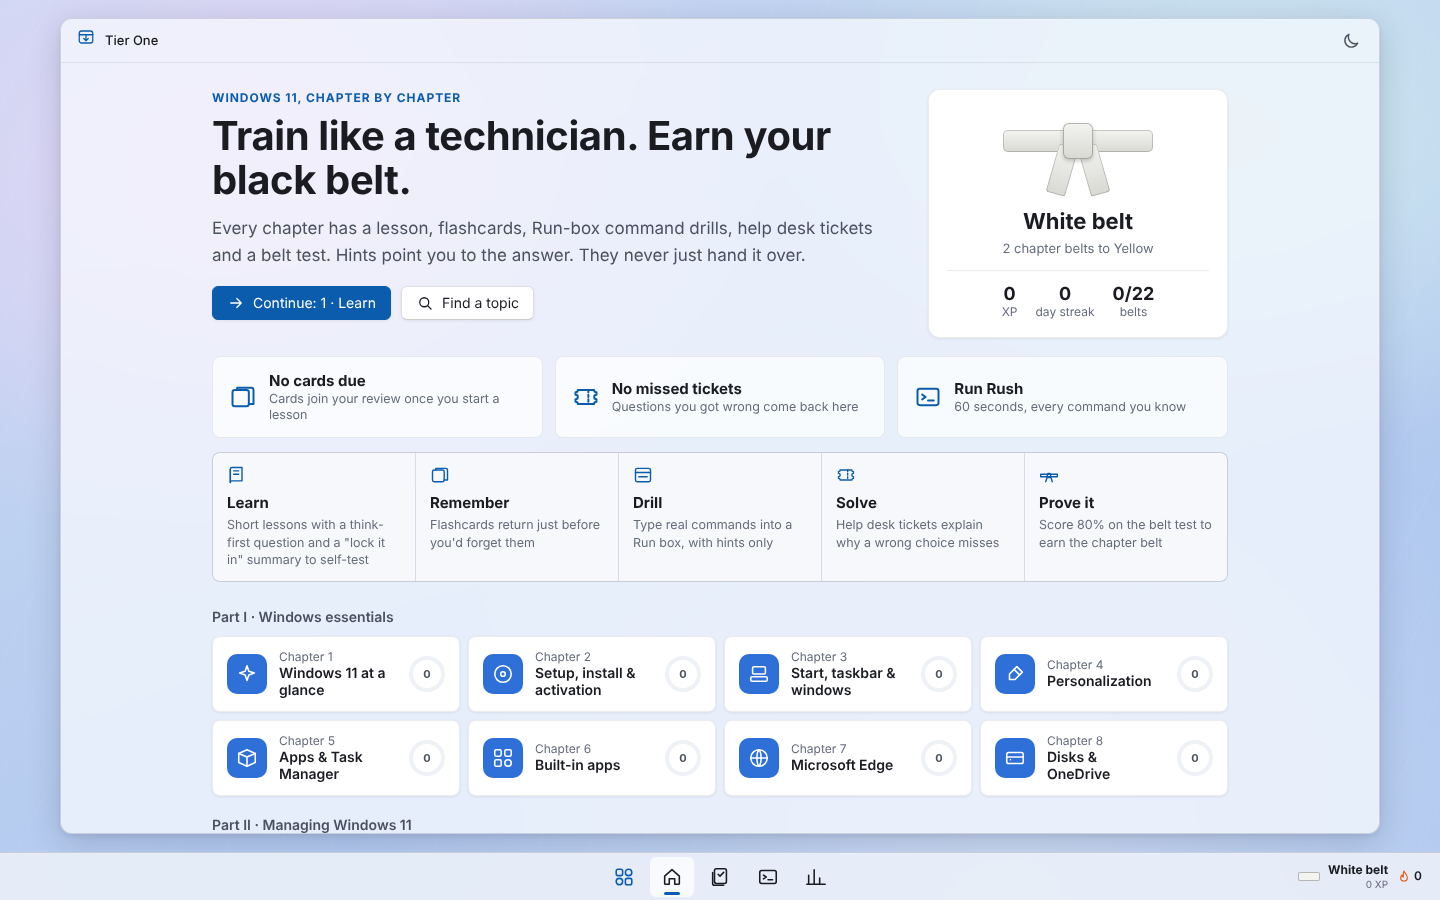 Tier One
WINDOWS 11, CHAPTER BY CHAPTER
Train like a technician. Earn your
black belt.
Every chapter has a lesson, flashcards, Run-box command drills, help desk tickets
and a belt test. Hints point you to the answer. They never just hand it over.
Continue: 1 · Learn
Find a topic
White belt
2 chapter belts to Yellow
0
XP
0
day streak
0/22
belts
No cards due
Cards join your review once you start a
lesson
No missed tickets
Questions you got wrong come back here
Run Rush
60 seconds, every command you know
Learn
Short lessons with a think-
first question and a "lock it
in" summary to self-test
Remember
Flashcards return just before
you'd forget them
Drill
Type real commands into a
Run box, with hints only
Solve
Help desk tickets explain
why a wrong choice misses
Prove it
Score 80% on the belt test to
earn the chapter belt
Part I · Windows essentials
Chapter 1
Windows 11 at a
glance
0
Chapter 2
Setup, install &
activation
0
Chapter 3
Start, taskbar &
windows
0
Chapter 4
Personalization
0
Chapter 5
Apps & Task
Manager
0
Chapter 6
Built-in apps
0
Chapter 7
Microsoft Edge
0
Chapter 8
Disks &
OneDrive
0
Part II · Managing Windows 11
White belt
0 XP
0